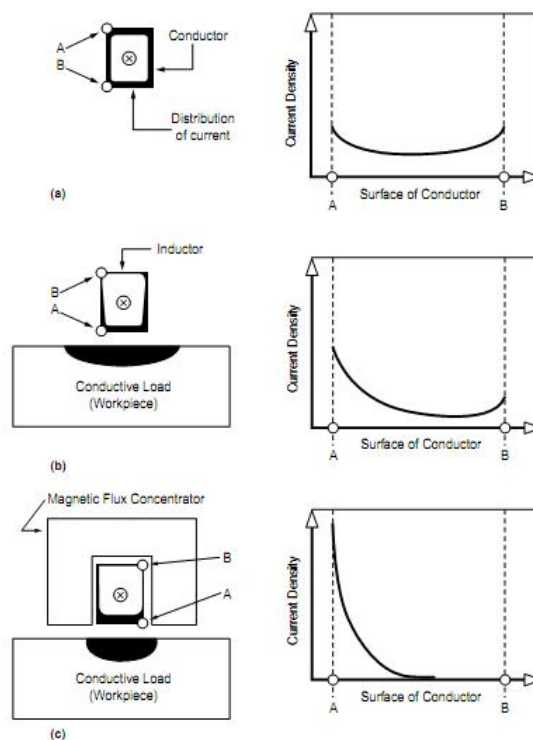 A
B
Conductor
Distribution
of current
(a)
Current Density
Surface of Conductor
A
B
Inductor
B
A
Conductive Load
(Workpiece)
(b)
Current Density
Surface of Conductor
A
B
Magnetic Flux Concentrator
B
A
Conductive Load
(Workpiece)
(c)
Current Density
Surface of Conductor
A
B